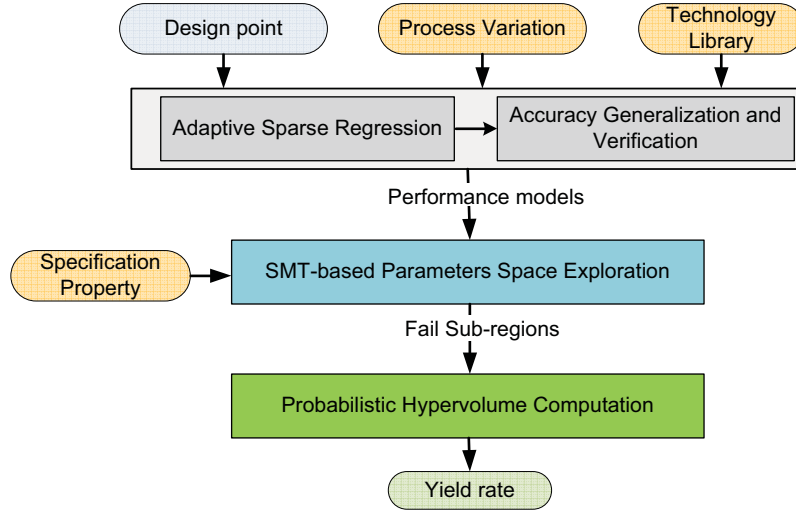 Design point
Process Variation
Technology
Library
Adaptive Sparse Regression
Accuracy Generalization and
Verification
Performance models
Specification
Property
SMT-based Parameters Space Exploration
Fail Sub-regions
Probabilistic Hypervolume Computation
Yield rate